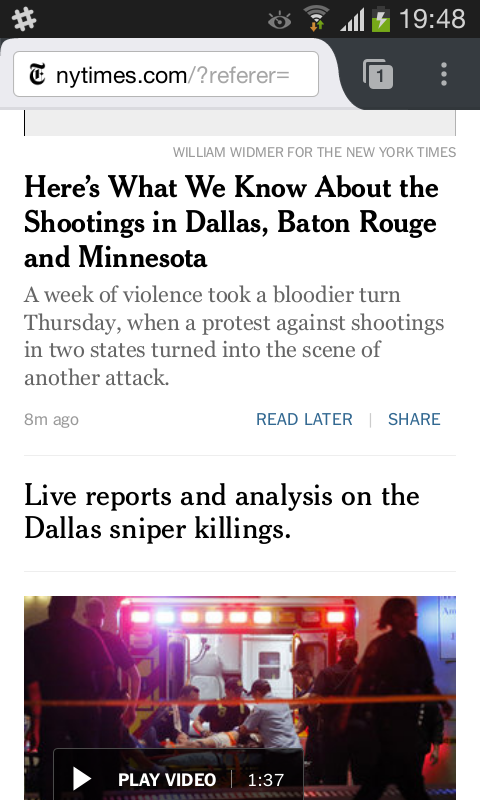 19:48
nytimes.com/?referer=
1
WILLIAM WIDMER FOR THE NEW YORK TIMES
Here’s What We Know About the
Shootings in Dallas, Baton Rouge
and Minnesota
A week of violence took a bloodier turn
Thursday, when a protest against shootings
in two states turned into the scene of
another attack.
8m ago READ LATER | SHARE
Live reports and analysis on the
Dallas sniper killings.
PLAY VIDEO | 1:37